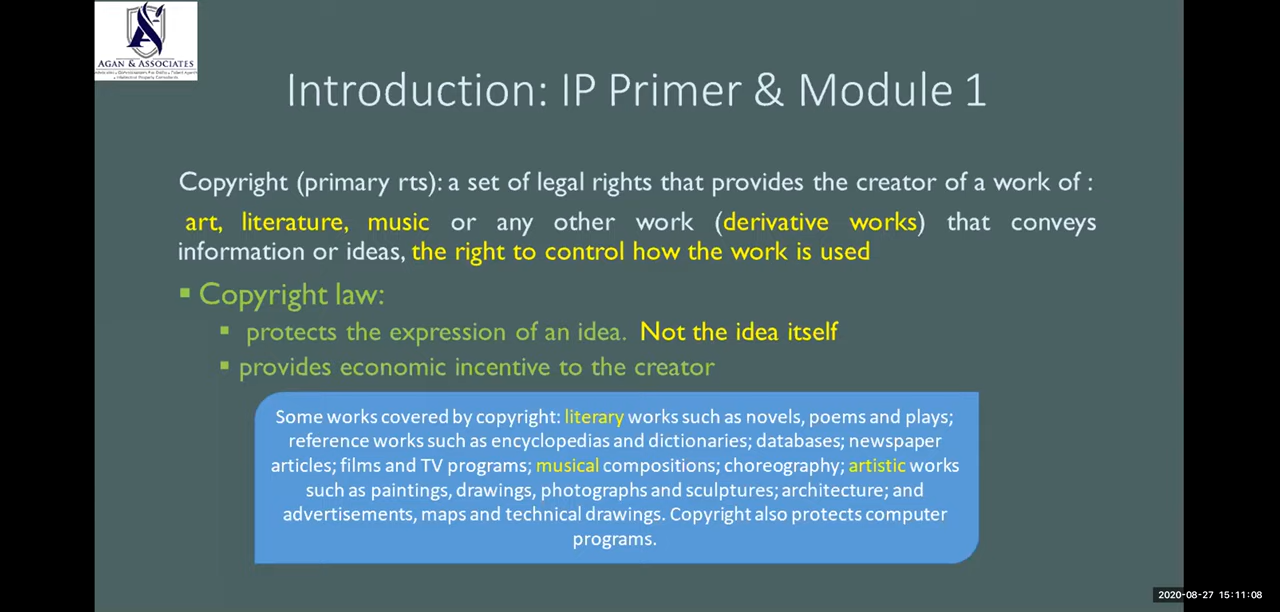 AGAN & ASSOCIATES
Introduction: IP Primer & Module 1
Copyright (primary rts): a set of legal rights that provides the creator of a work of :
art, literature, music or any other work (derivative works) that conveys
information or ideas, the right to control how the work is used
▪ Copyright law:
▪ protects the expression of an idea. Not the idea itself
▪ provides economic incentive to the creator
Some works covered by copyright: literary works such as novels, poems and plays;
reference works such as encyclopedias and dictionaries; databases; newspaper
articles; films and TV programs; musical compositions; choreography; artistic works
such as paintings, drawings, photographs and sculptures; architecture; and
advertisements, maps and technical drawings. Copyright also protects computer
programs.
2020-08-27 15:11:08